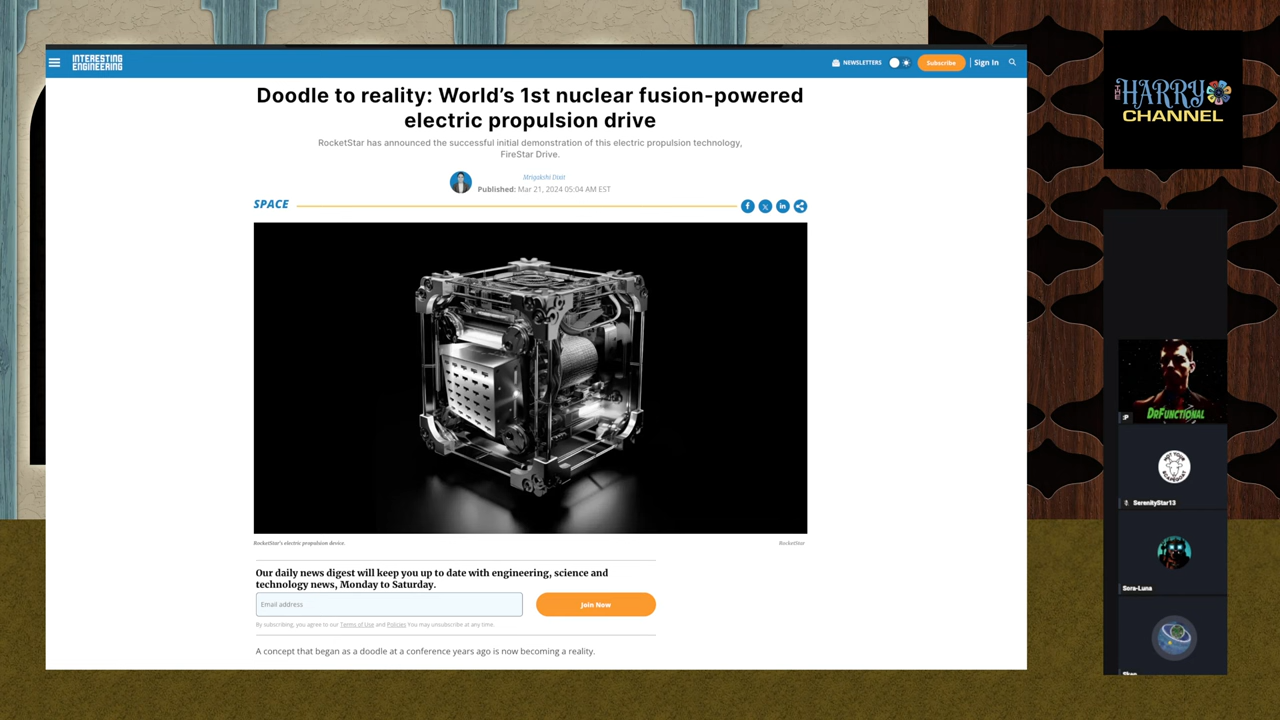 INTERESTING
ENGINEERING
NEWSLETTERS
Subscribe
Sign In
Doodle to reality: World's 1st nuclear fusion-powered
electric propulsion drive
RocketStar has announced the successful initial demonstration of this electric propulsion technology,
FireStar Drive.
Mrigakshi Dixit
Published: Mar 21, 2024 05:04 AM EST
SPACE
RocketStar's electric propulsion device.
RocketStar
Our daily news digest will keep you up to date with engineering, science and
technology news, Monday to Saturday.
Email address
Join Now
By subscribing, you agree to our Terms of Use and Policies You may unsubscribe at any time.
A concept that began as a doodle at a conference years ago is now becoming a reality.
THE HARRY
CHANNEL
DRFUNCTIONAL
NOT YOUR
SCAPEGOAT
SerenityStar13
Sora-Luna